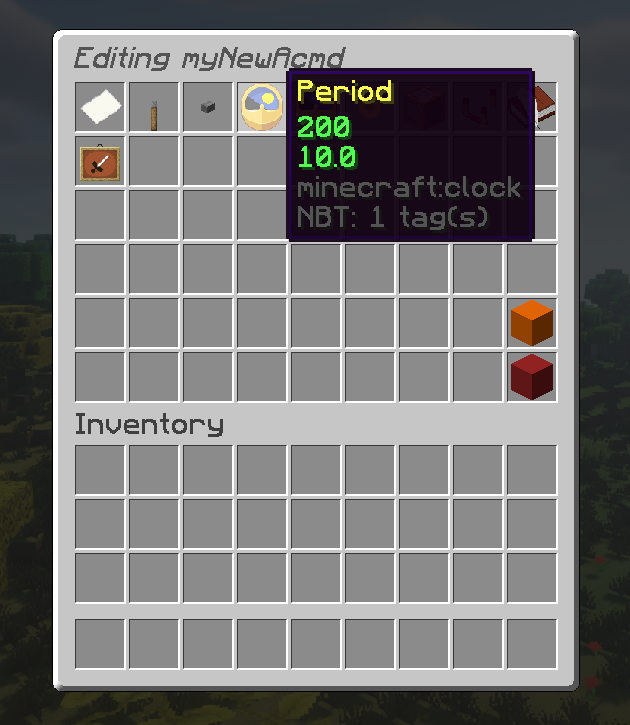 Editing myNewAcmd
Period
200
10.0
minecraft:clock
NBT: 1 tag(s)
Inventory